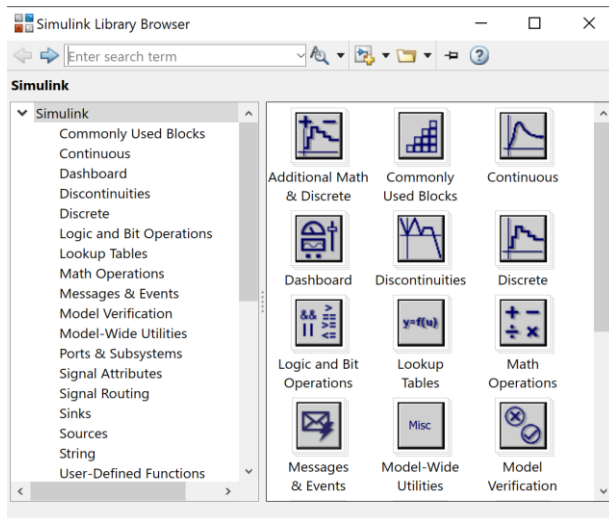 Simulink Library Browser
Enter search term
Simulink
Simulink
Commonly Used Blocks
Continuous
Dashboard
Discontinuities
Discrete
Logic and Bit Operations
Lookup Tables
Math Operations
Messages & Events
Model Verification
Model-Wide Utilities
Ports & Subsystems
Signal Attributes
Signal Routing
Sinks
Sources
String
User-Defined Functions
Additional Math
& Discrete
Commonly
Used Blocks
Continuous
Dashboard
Discontinuities
Discrete
&& >
|| ==
>=
<=
Logic and Bit
Operations
y=f(u)
Lookup
Tables
+ −
÷ ×
Math
Operations
Messages
& Events
Misc
Model-Wide
Utilities
Model
Verification